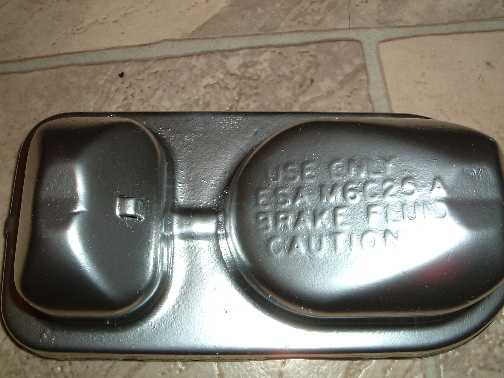 USE ONLY
ESA-M6C25-A
BRAKE FLUID
CAUTION